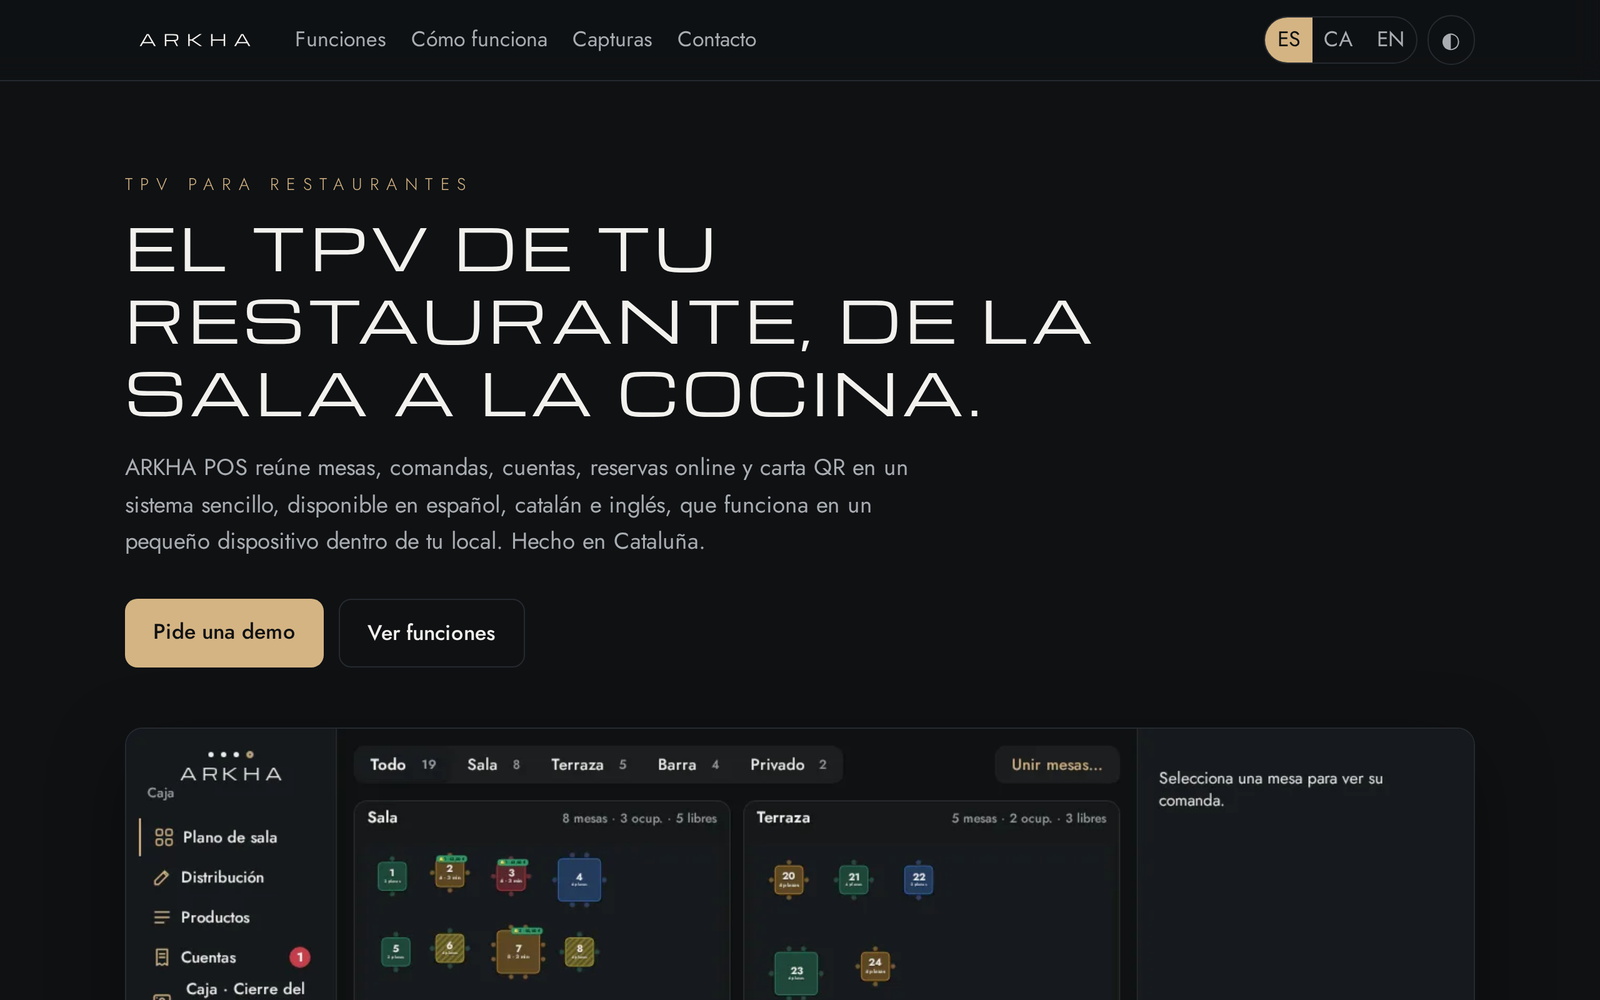 ARKHA
Funciones
Cómo funciona
Capturas
Contacto
ES
CA
EN
TPV PARA RESTAURANTES
EL TPV DE TU
RESTAURANTE, DE LA
SALA A LA COCINA.
ARKHA POS reúne mesas, comandas, cuentas, reservas online y carta QR en un
sistema sencillo, disponible en español, catalán e inglés, que funciona en un
pequeño dispositivo dentro de tu local. Hecho en Cataluña.
Pide una demo
Ver funciones
ARKHA
Caja
Plano de sala
Distribución
Productos
Cuentas 1
Caja · Cierre del
Todo 19
Sala 8
Terraza 5
Barra 4
Privado 2
Unir mesas...
Sala
8 mesas · 3 ocup. · 5 libres
1
2
3
4
5
6
7
8
Terraza
5 mesas · 2 ocup. · 3 libres
20
21
22
23
24
Selecciona una mesa para ver su
comanda.